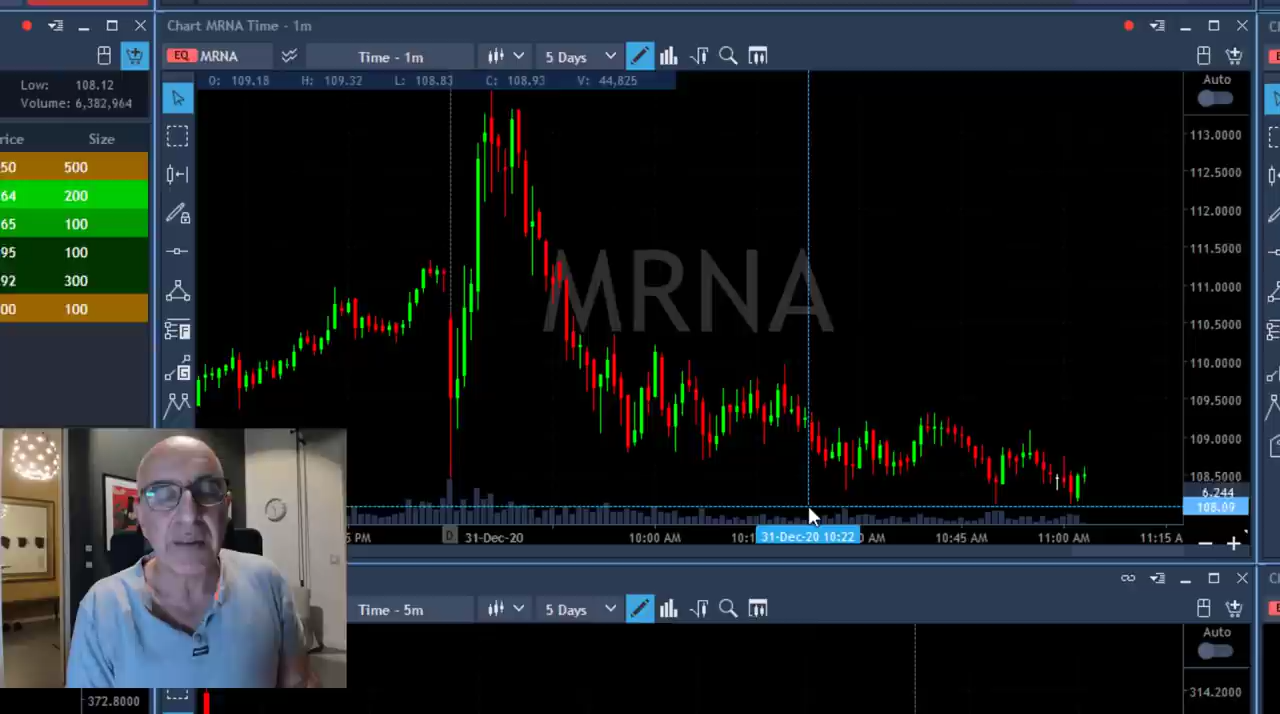 Chart MRNA Time - 1m
EQ MRNA
Time - 1m
5 Days
O: 109.18 H: 109.32 L: 108.83 C: 108.93 V: 44,825
Auto
Low: 108.12
Volume: 6,382,964
rice Size
50 500
64 200
65 100
95 100
92 300
00 100
MRNA
113.0000
112.5000
112.0000
111.5000
111.0000
110.5000
110.0000
109.5000
109.0000
108.5000
6.244
108.09
F
G
5 PM
D
31-Dec-20
10:00 AM
10:1
31-Dec-20 10:22
0 AM
10:45 AM
11:00 AM
11:15 A
Time - 5m
5 Days
Auto
314.2000
372.8000